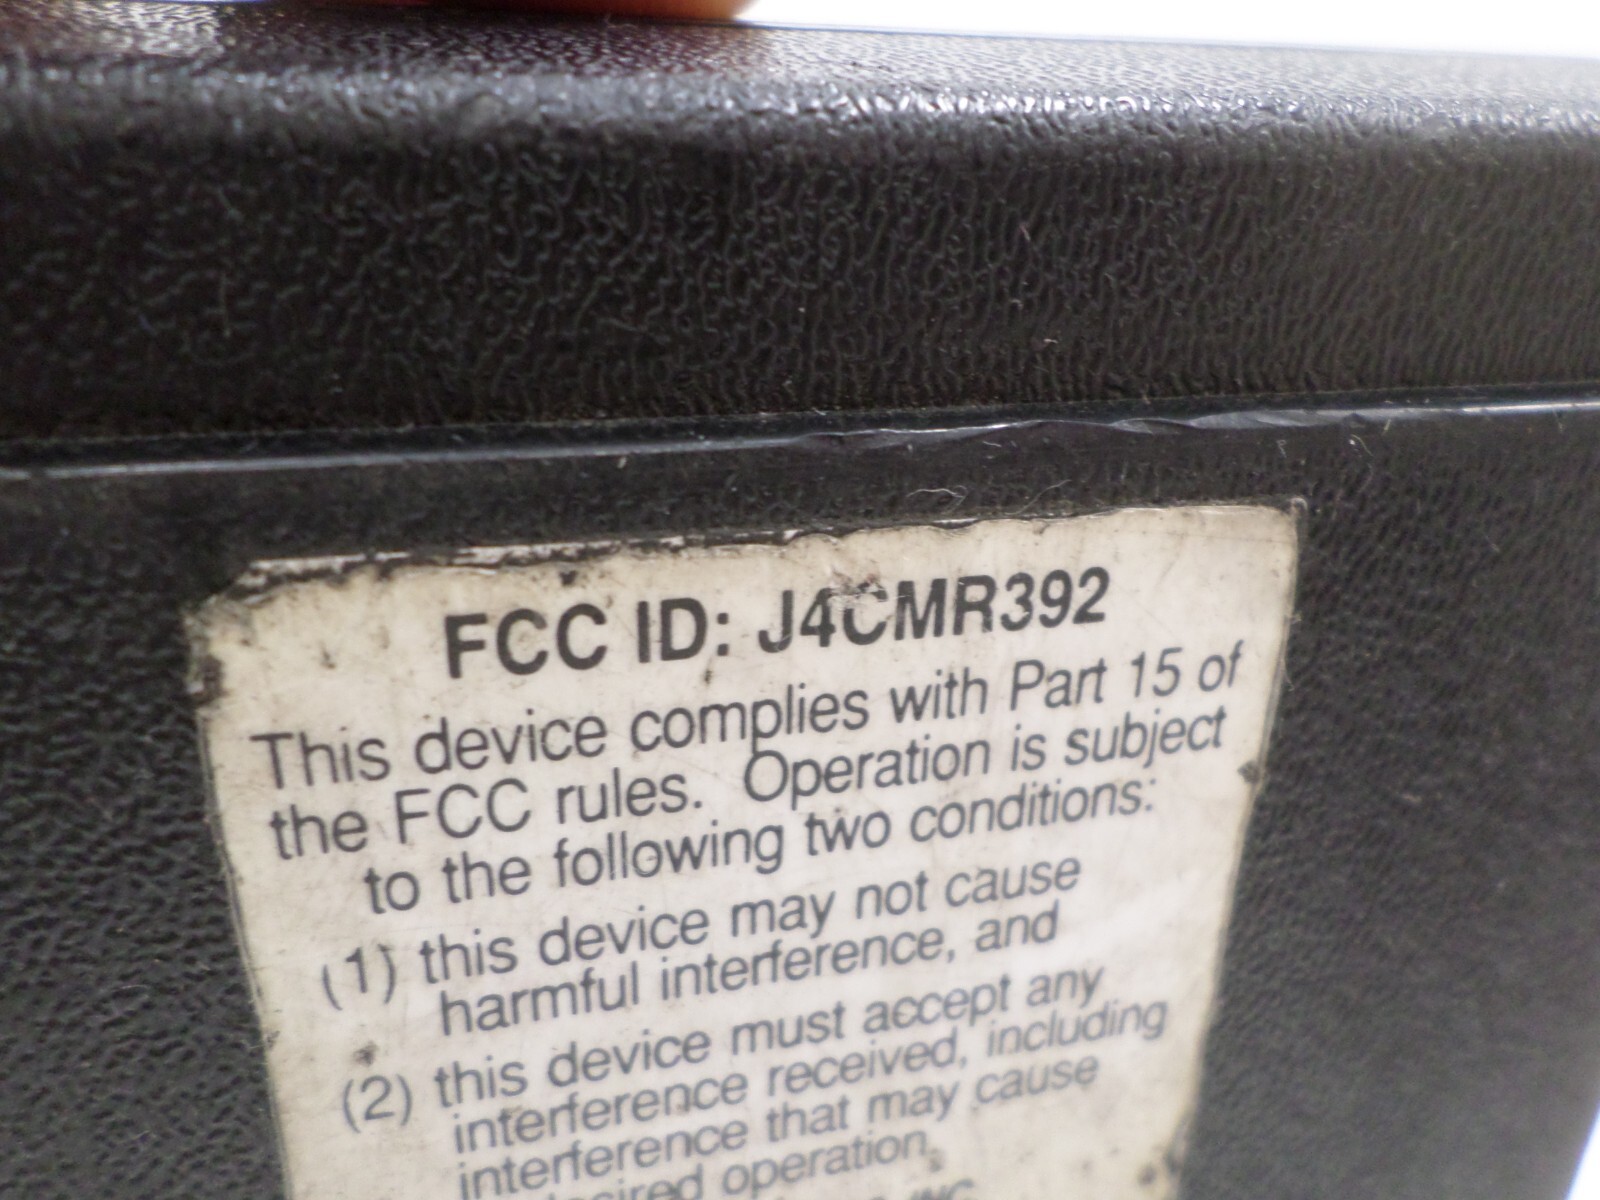 FCC ID: J4CMR392
This device complies with Part 15 of
the FCC rules. Operation is subject
to the following two conditions:
(1) this device may not cause
harmful interference, and
(2) this device must accept any
interference received, including
interference that may cause
operation.
INC